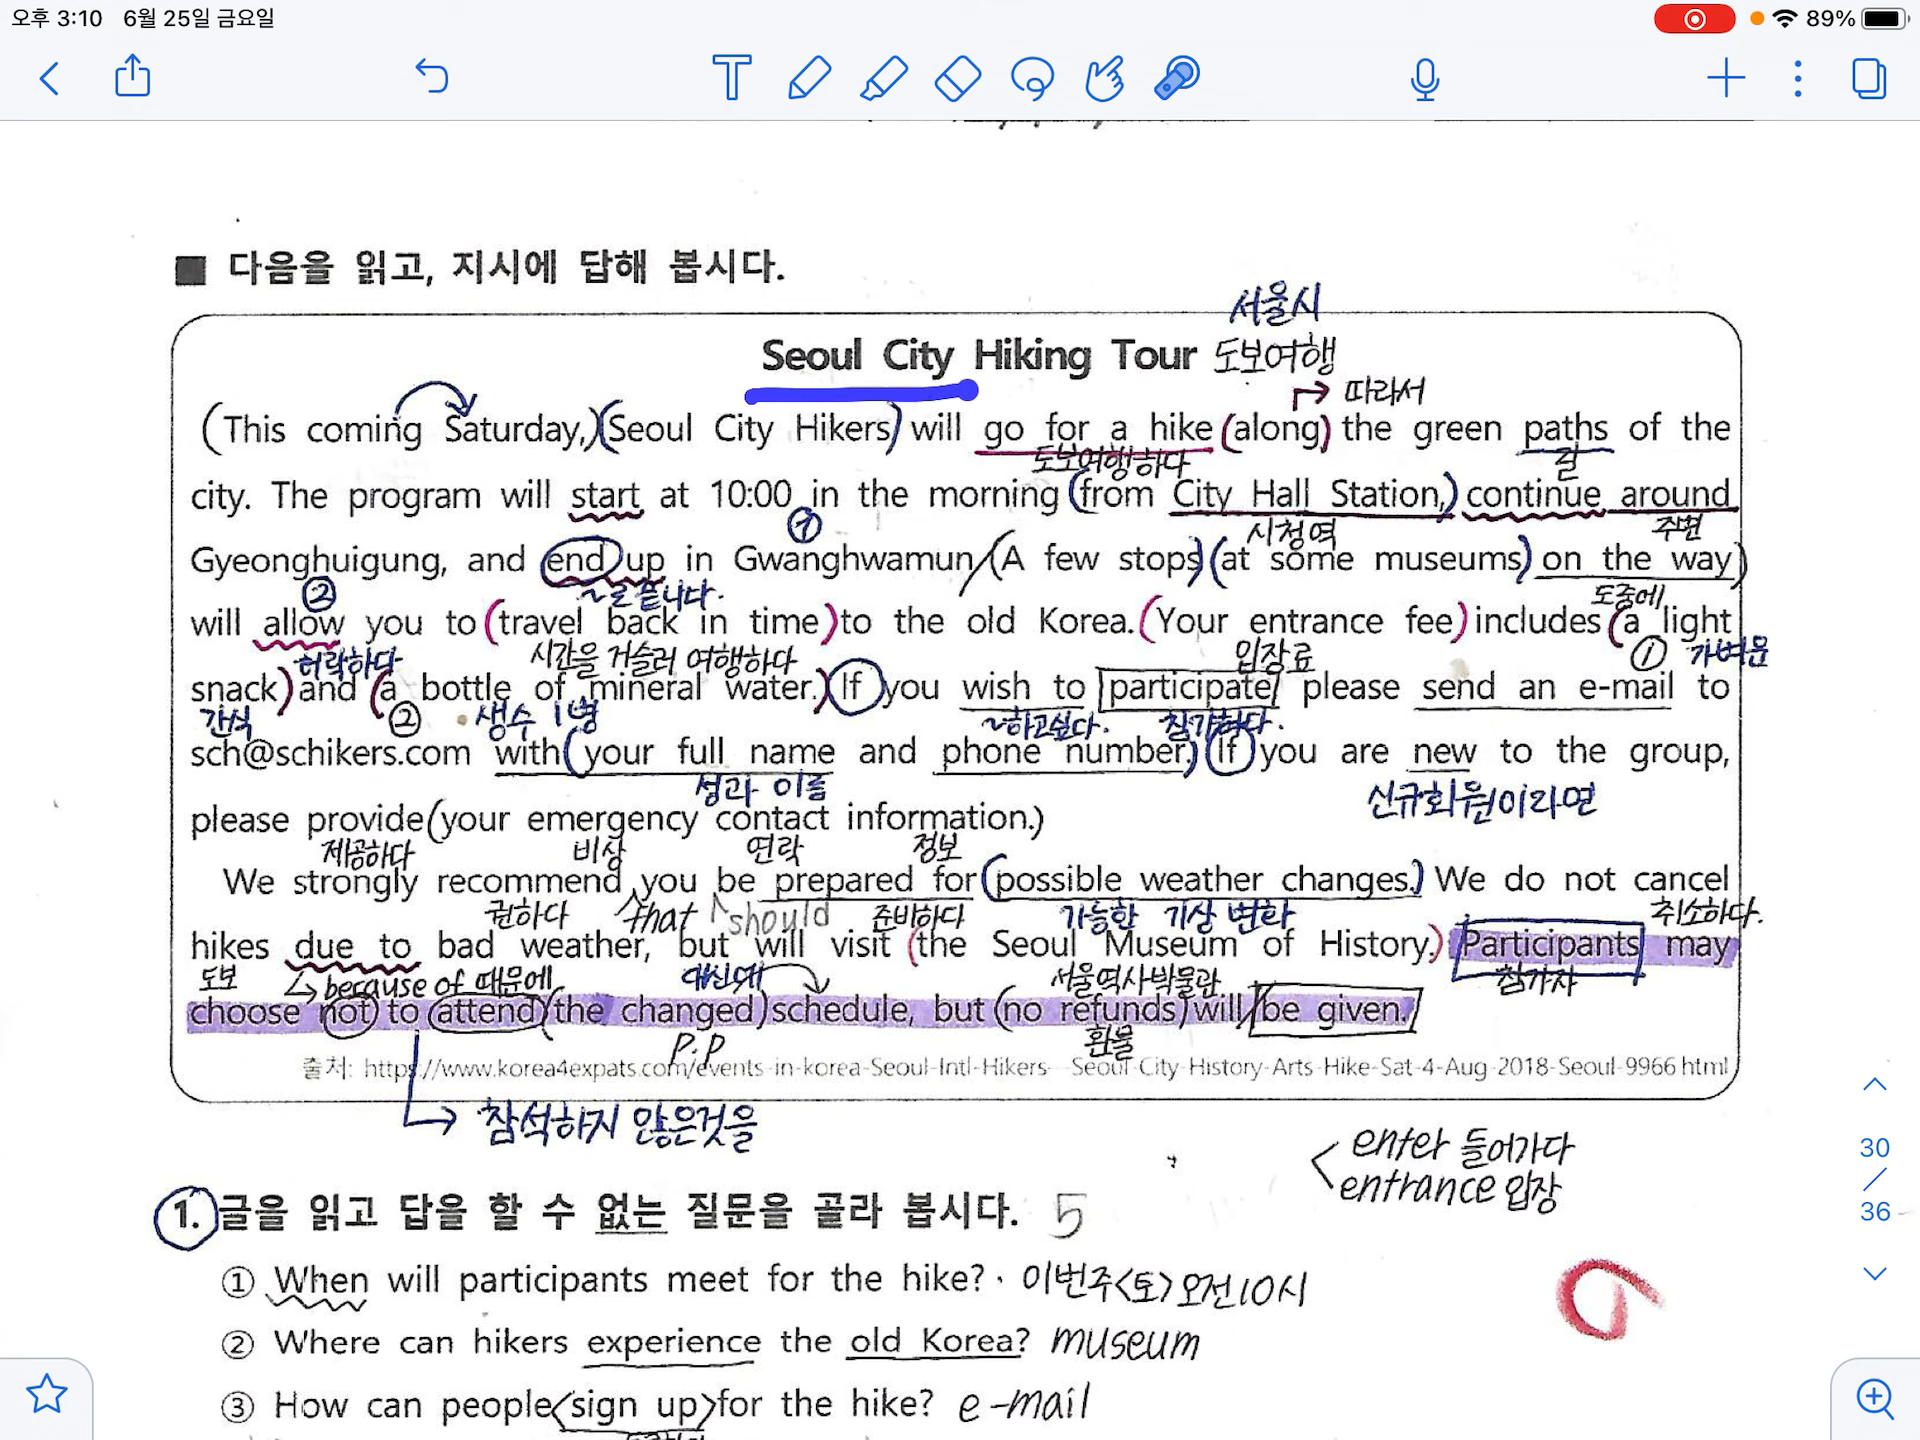 오후 3:10 6월 25일 금요일 89%
■ 다음을 읽고, 지시에 답해 봅시다.
서울시
Seoul City Hiking Tour 도보여행
따라서
(This coming Saturday,)(Seoul City Hikers) will go for a hike (along) the green paths of the
도보여행하다 길
city. The program will start at 10:00 in the morning (from City Hall Station,) continue around
① 시청역 주변
Gyeonghuigung, and end up in Gwanghwamun/(A few stops)(at some museums) on the way)
② ~로 끝나다. 도중에
will allow you to (travel back in time) to the old Korea. (Your entrance fee) includes (a light
허락하다 시간을 거슬러 여행하다 입장료 ① 가벼운
snack) and (a bottle of mineral water.) If you wish to participate please send an e-mail to
간식 ② 생수 1병 ~하고싶다. 참가하다.
sch@schikers.com with (your full name and phone number.) If you are new to the group,
성과 이름 신규회원이라면
please provide (your emergency contact information.)
제공하다 비상 연락 정보
We strongly recommend you be prepared for (possible weather changes.) We do not cancel
권하다 that should 준비하다 가능한 기상 변화 취소하다.
hikes due to bad weather, but will visit (the Seoul Museum of History.) Participants may
도보 → because of 때문에 대신에 서울역사박물관 참가자
choose not to attend (the changed) schedule, but (no refunds) will/be given.
P.P 환불
출처: https://www.korea4expats.com/events-in-korea-Seoul-Intl-Hikers- Seoul-City-History-Arts-Hike-Sat-4-Aug-2018-Seoul-9966 html
→ 참석하지 않은것을
enter 들어가다
entrance 입장
1. 글을 읽고 답을 할 수 없는 질문을 골라 봅시다. 5
① When will participants meet for the hike? 이번주<토>오전10시
② Where can hikers experience the old Korea? museum
③ How can people <sign up> for the hike? e-mail
30
/
36